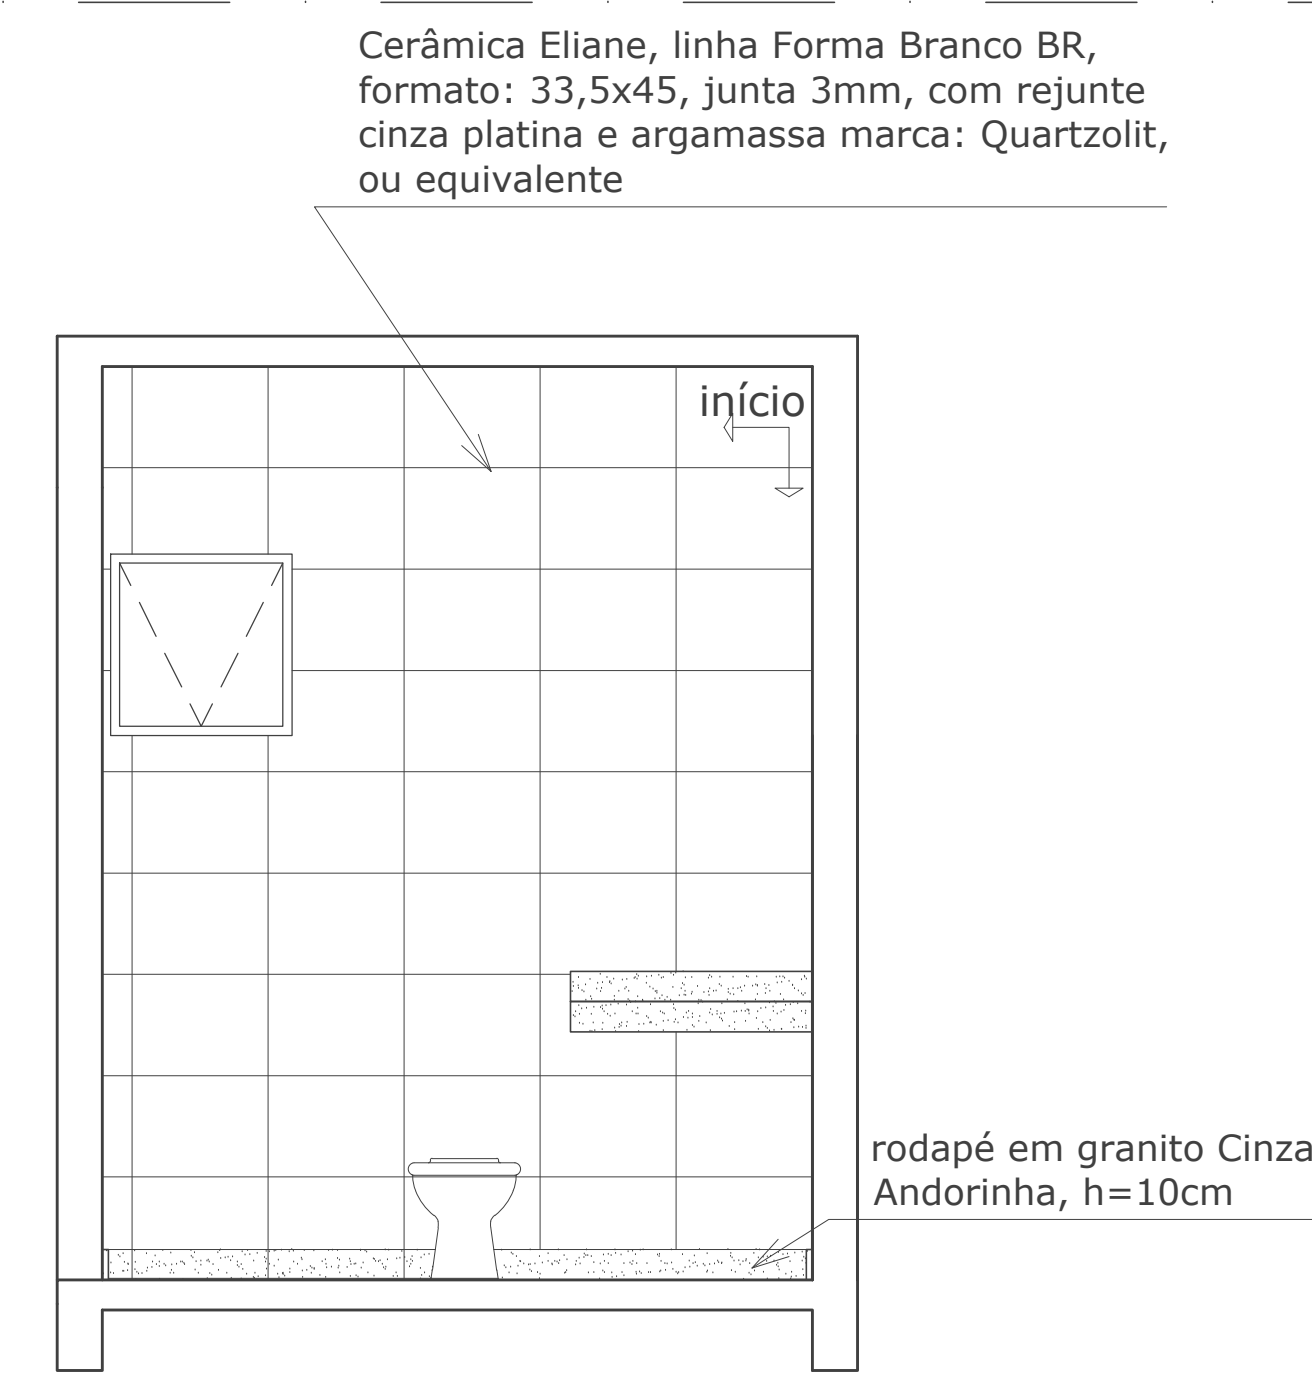 Cerâmica Eliane, linha Forma Branco BR,
formato: 33,5x45, junta 3mm, com rejunte
cinza platina e argamassa marca: Quartzolit,
ou equivalente
início
rodapé em granito Cinza
Andorinha, h=10cm